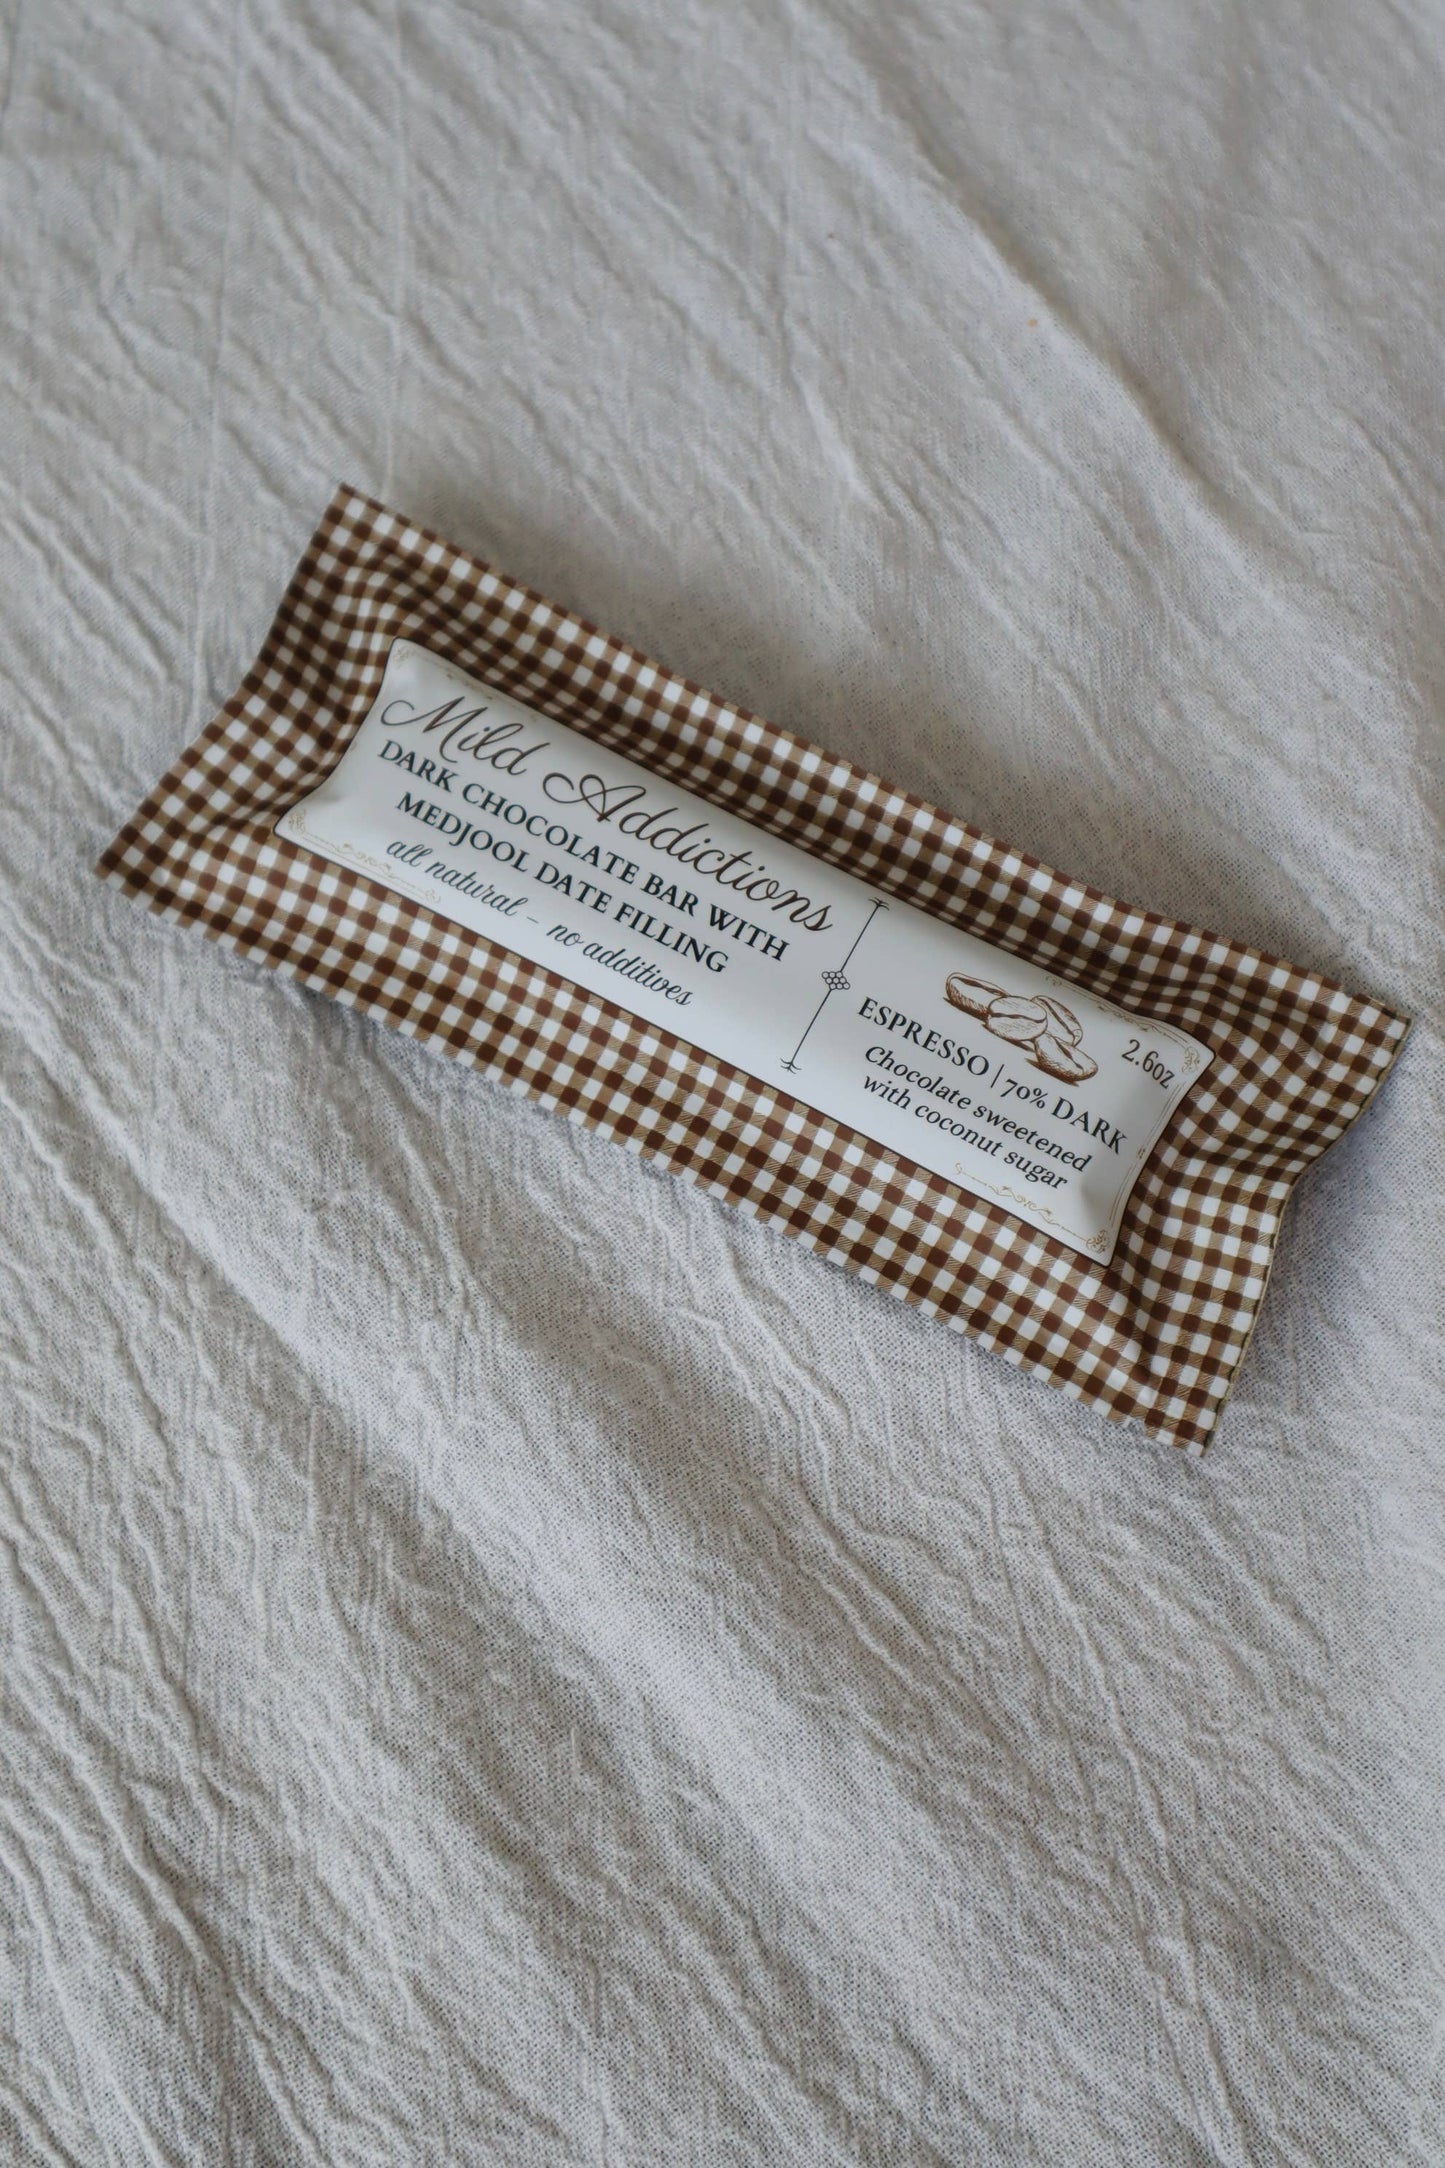 Mild Addictions
DARK CHOCOLATE BAR WITH
MEDJOOL DATE FILLING
all natural – no additives
2.6oz
ESPRESSO | 70% DARK
Chocolate sweetened
with coconut sugar